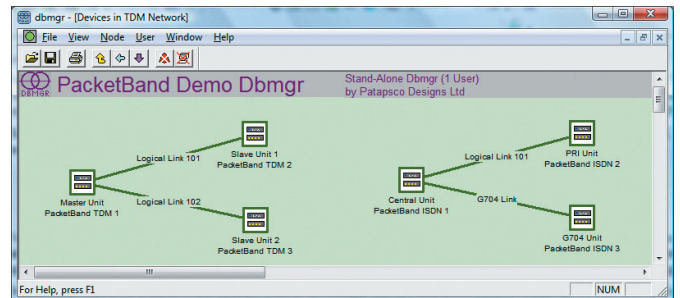 dbmgr - [Devices in TDM Network]
File View Node User Window Help
DBMGR
PacketBand Demo Dbmgr
Stand-Alone Dbmgr (1 User)
by Patapsco Designs Ltd
Logical Link 101
Slave Unit 1
PacketBand TDM 2
Master Unit
PacketBand TDM 1
Logical Link 102
Slave Unit 2
PacketBand TDM 3
Logical Link 101
PRI Unit
PacketBand ISDN 2
Central Unit
PacketBand ISDN 1
G704 Link
G704 Unit
PacketBand ISDN 3
For Help, press F1
NUM